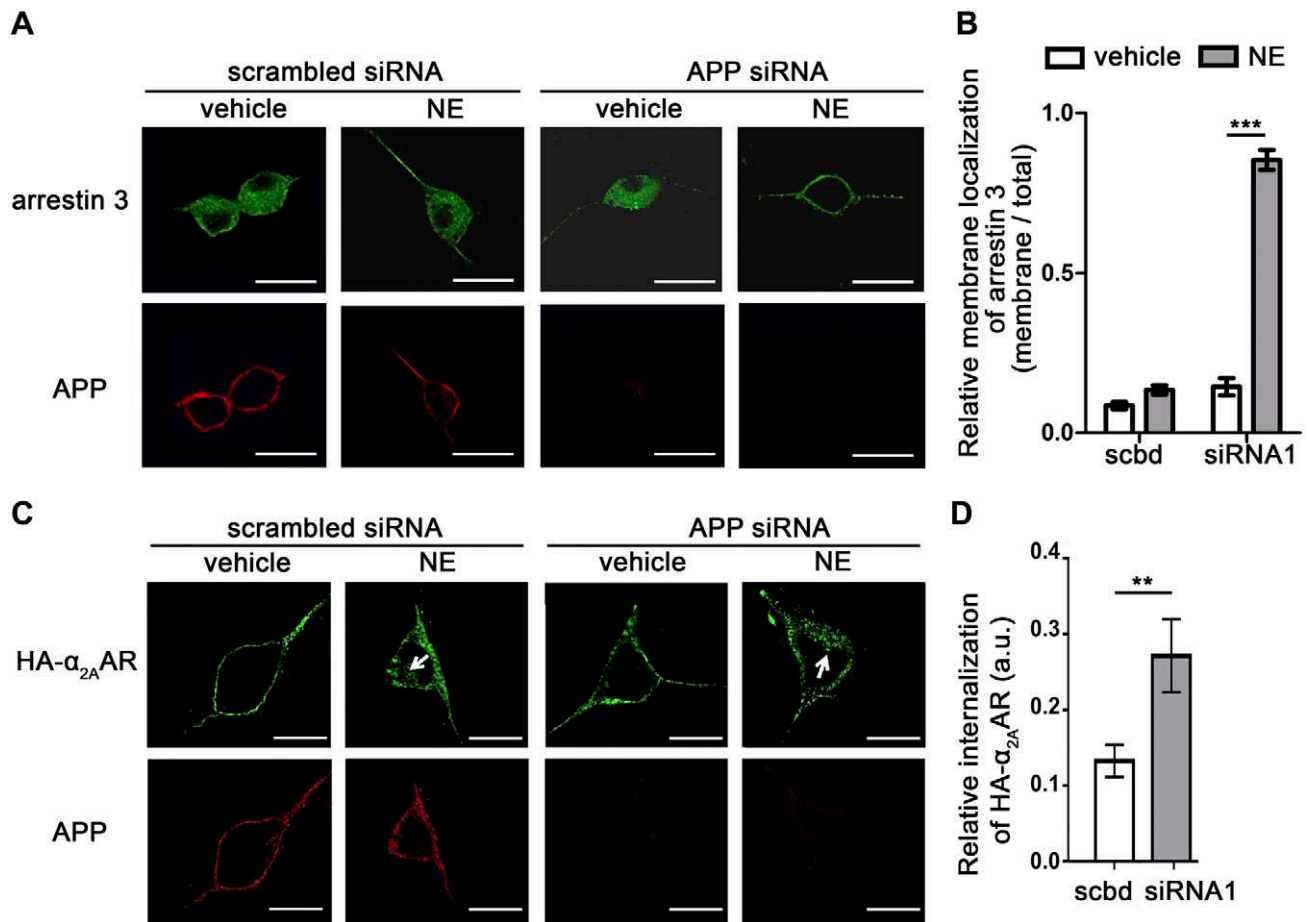 A
scrambled siRNA APP siRNA
vehicle NE vehicle NE
arrestin 3
APP
B
vehicle NE
Relative membrane localization
of arrestin 3
(membrane / total)
1.0
***
0.5
0.0
scbd siRNA1
C
scrambled siRNA APP siRNA
vehicle NE vehicle NE
HA-α2AAR
APP
D
Relative internalization
of HA-α2AAR (a.u.)
0.4
**
0.3
0.2
0.1
0.0
scbd siRNA1